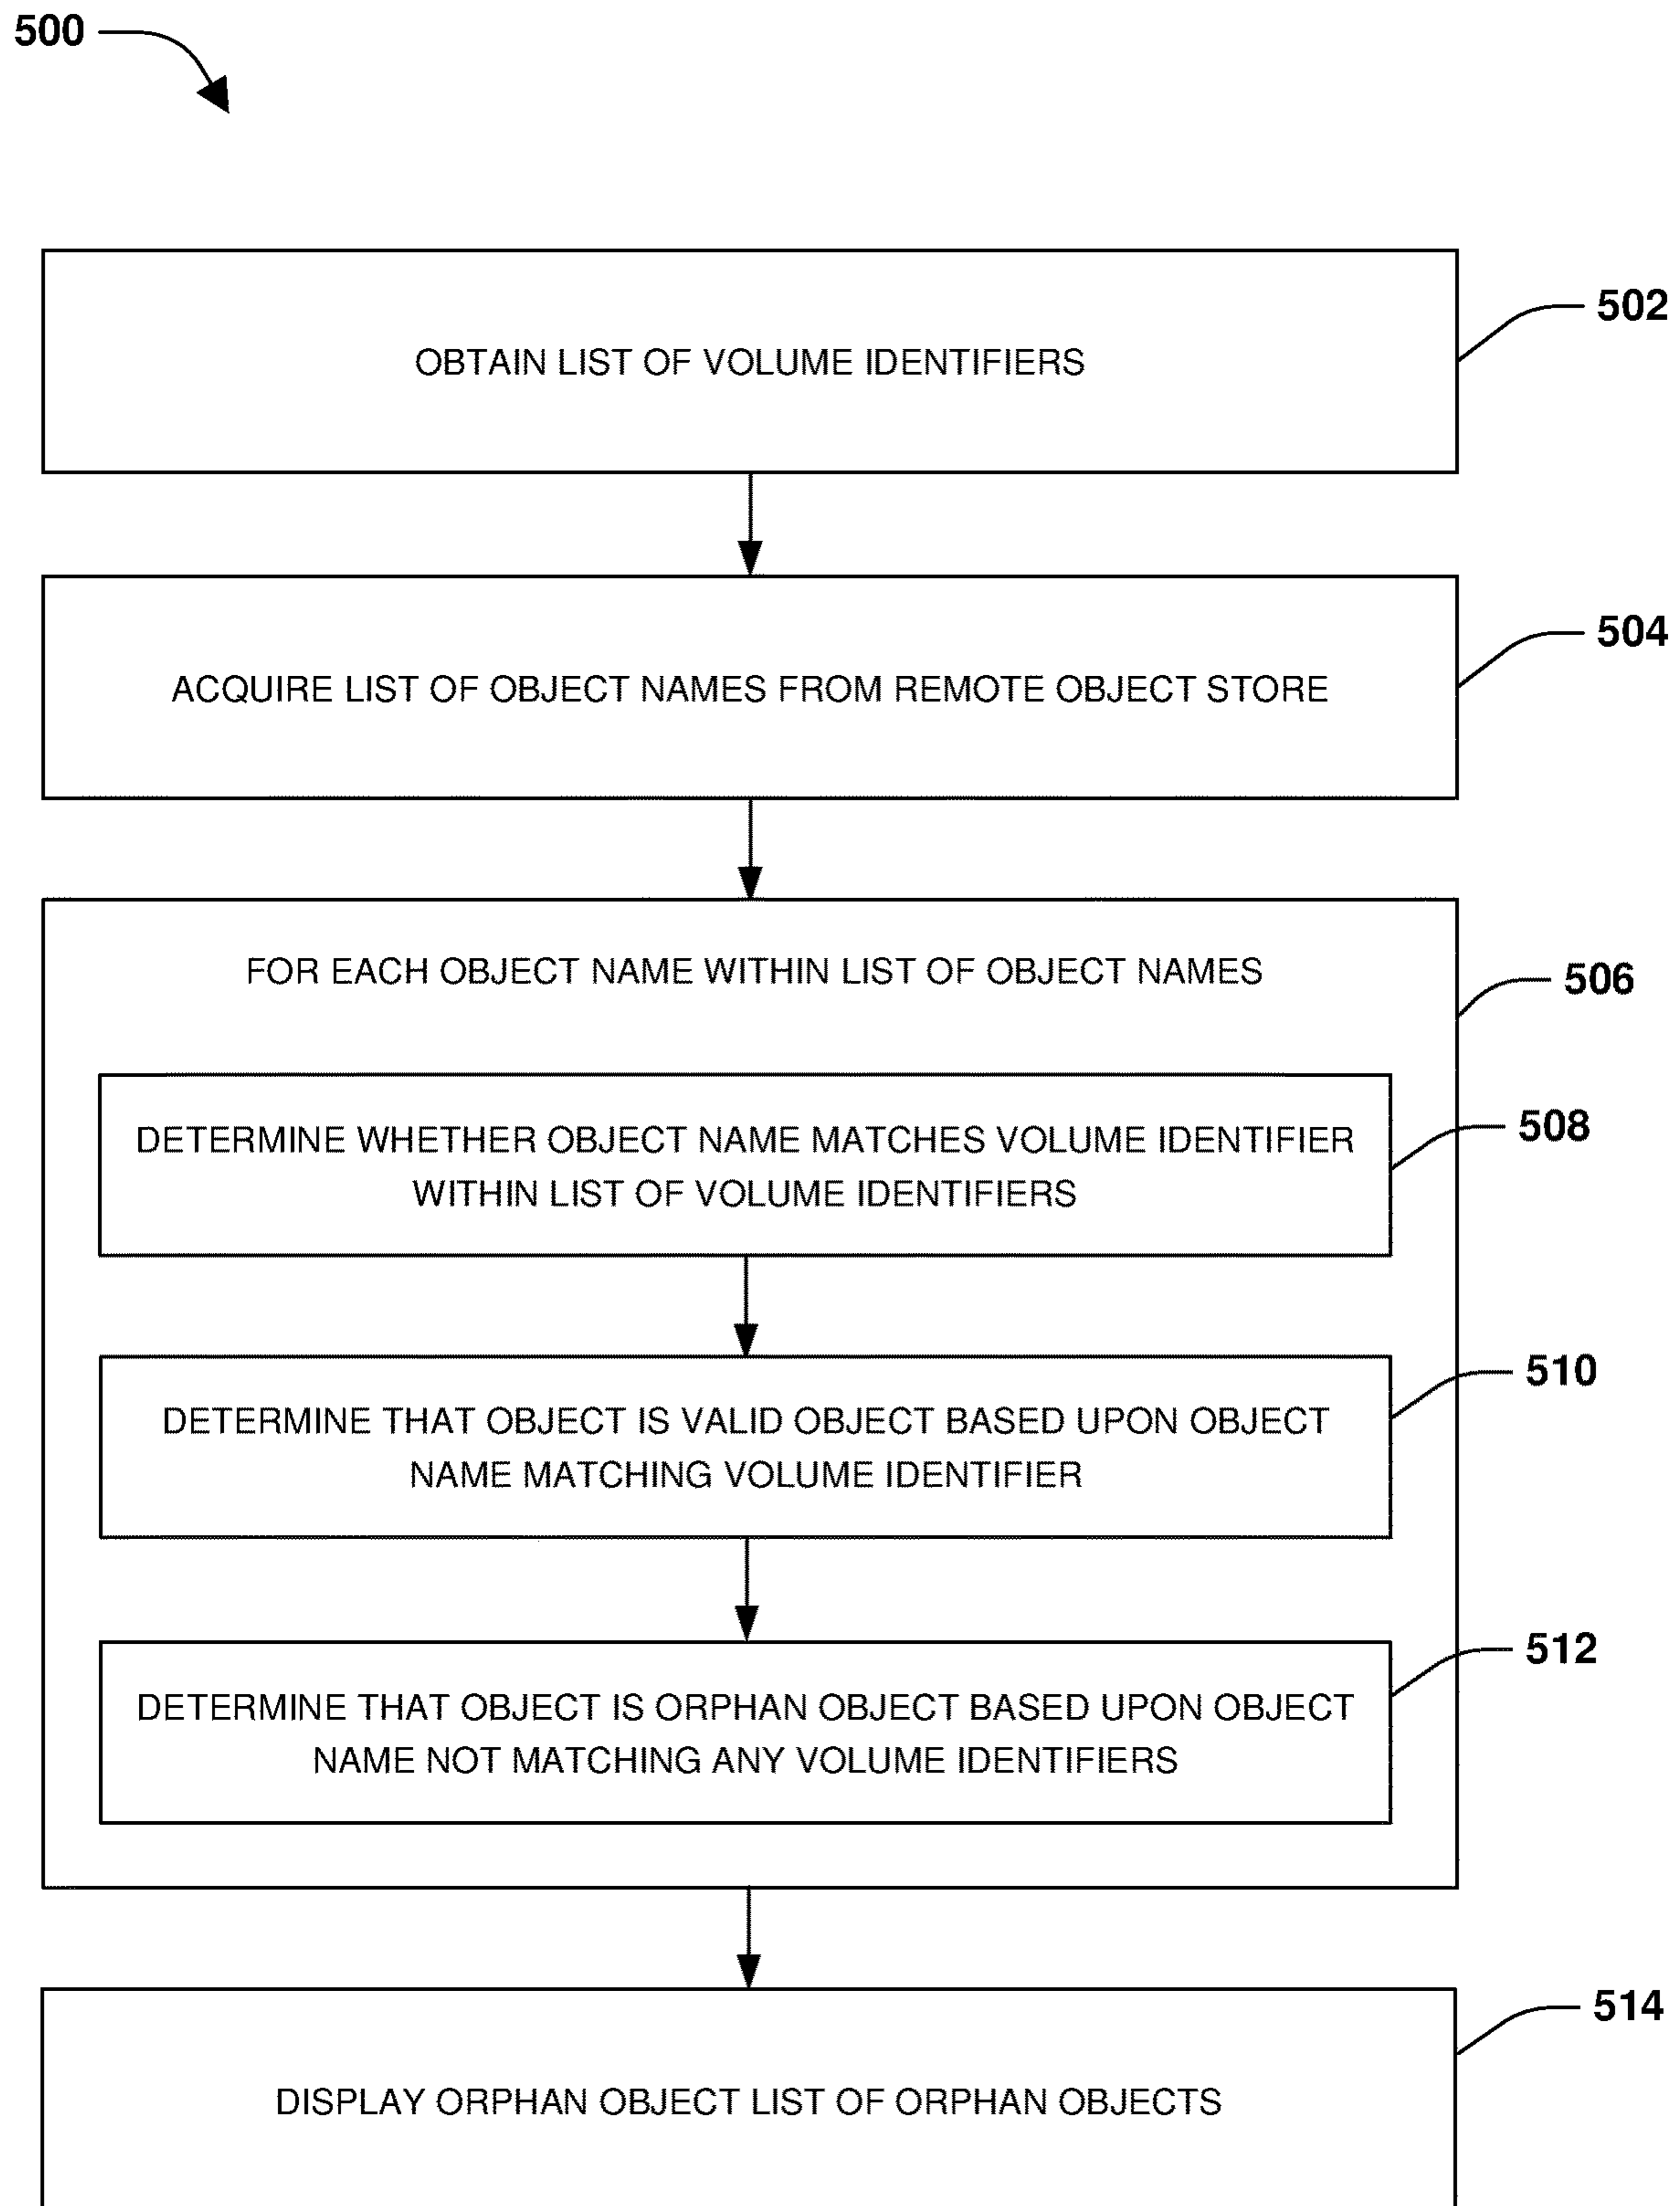 500
OBTAIN LIST OF VOLUME IDENTIFIERS
502
ACQUIRE LIST OF OBJECT NAMES FROM REMOTE OBJECT STORE
504
FOR EACH OBJECT NAME WITHIN LIST OF OBJECT NAMES
506
DETERMINE WHETHER OBJECT NAME MATCHES VOLUME IDENTIFIER
WITHIN LIST OF VOLUME IDENTIFIERS
508
DETERMINE THAT OBJECT IS VALID OBJECT BASED UPON OBJECT
NAME MATCHING VOLUME IDENTIFIER
510
DETERMINE THAT OBJECT IS ORPHAN OBJECT BASED UPON OBJECT
NAME NOT MATCHING ANY VOLUME IDENTIFIERS
512
DISPLAY ORPHAN OBJECT LIST OF ORPHAN OBJECTS
514